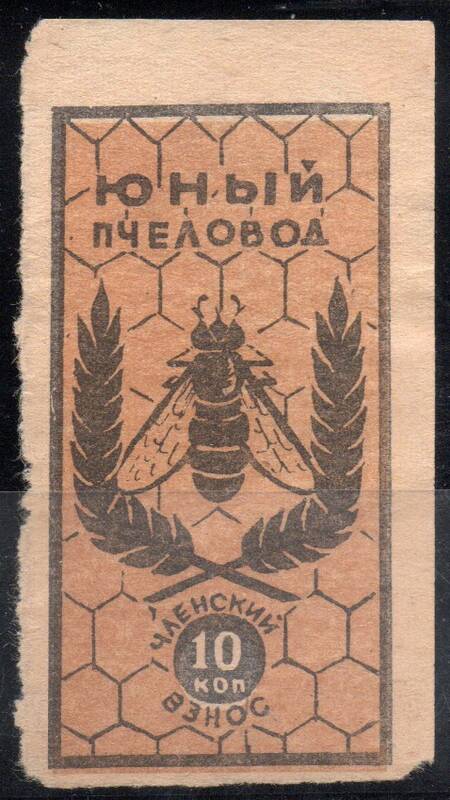 ЮНЫЙ
ПЧЕЛОВОД
ЧЛЕНСКИЙ
10
КОП
ВЗНОС